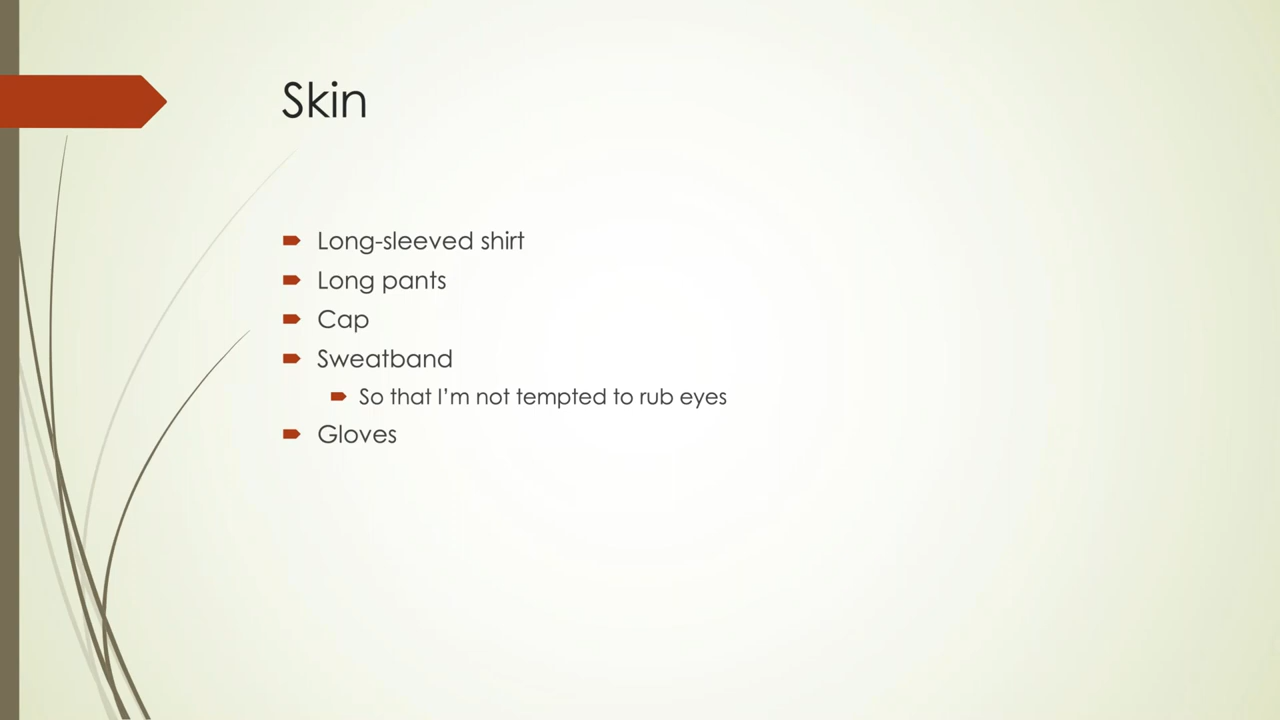 Skin
Long-sleeved shirt
Long pants
Cap
Sweatband
So that I'm not tempted to rub eyes
Gloves